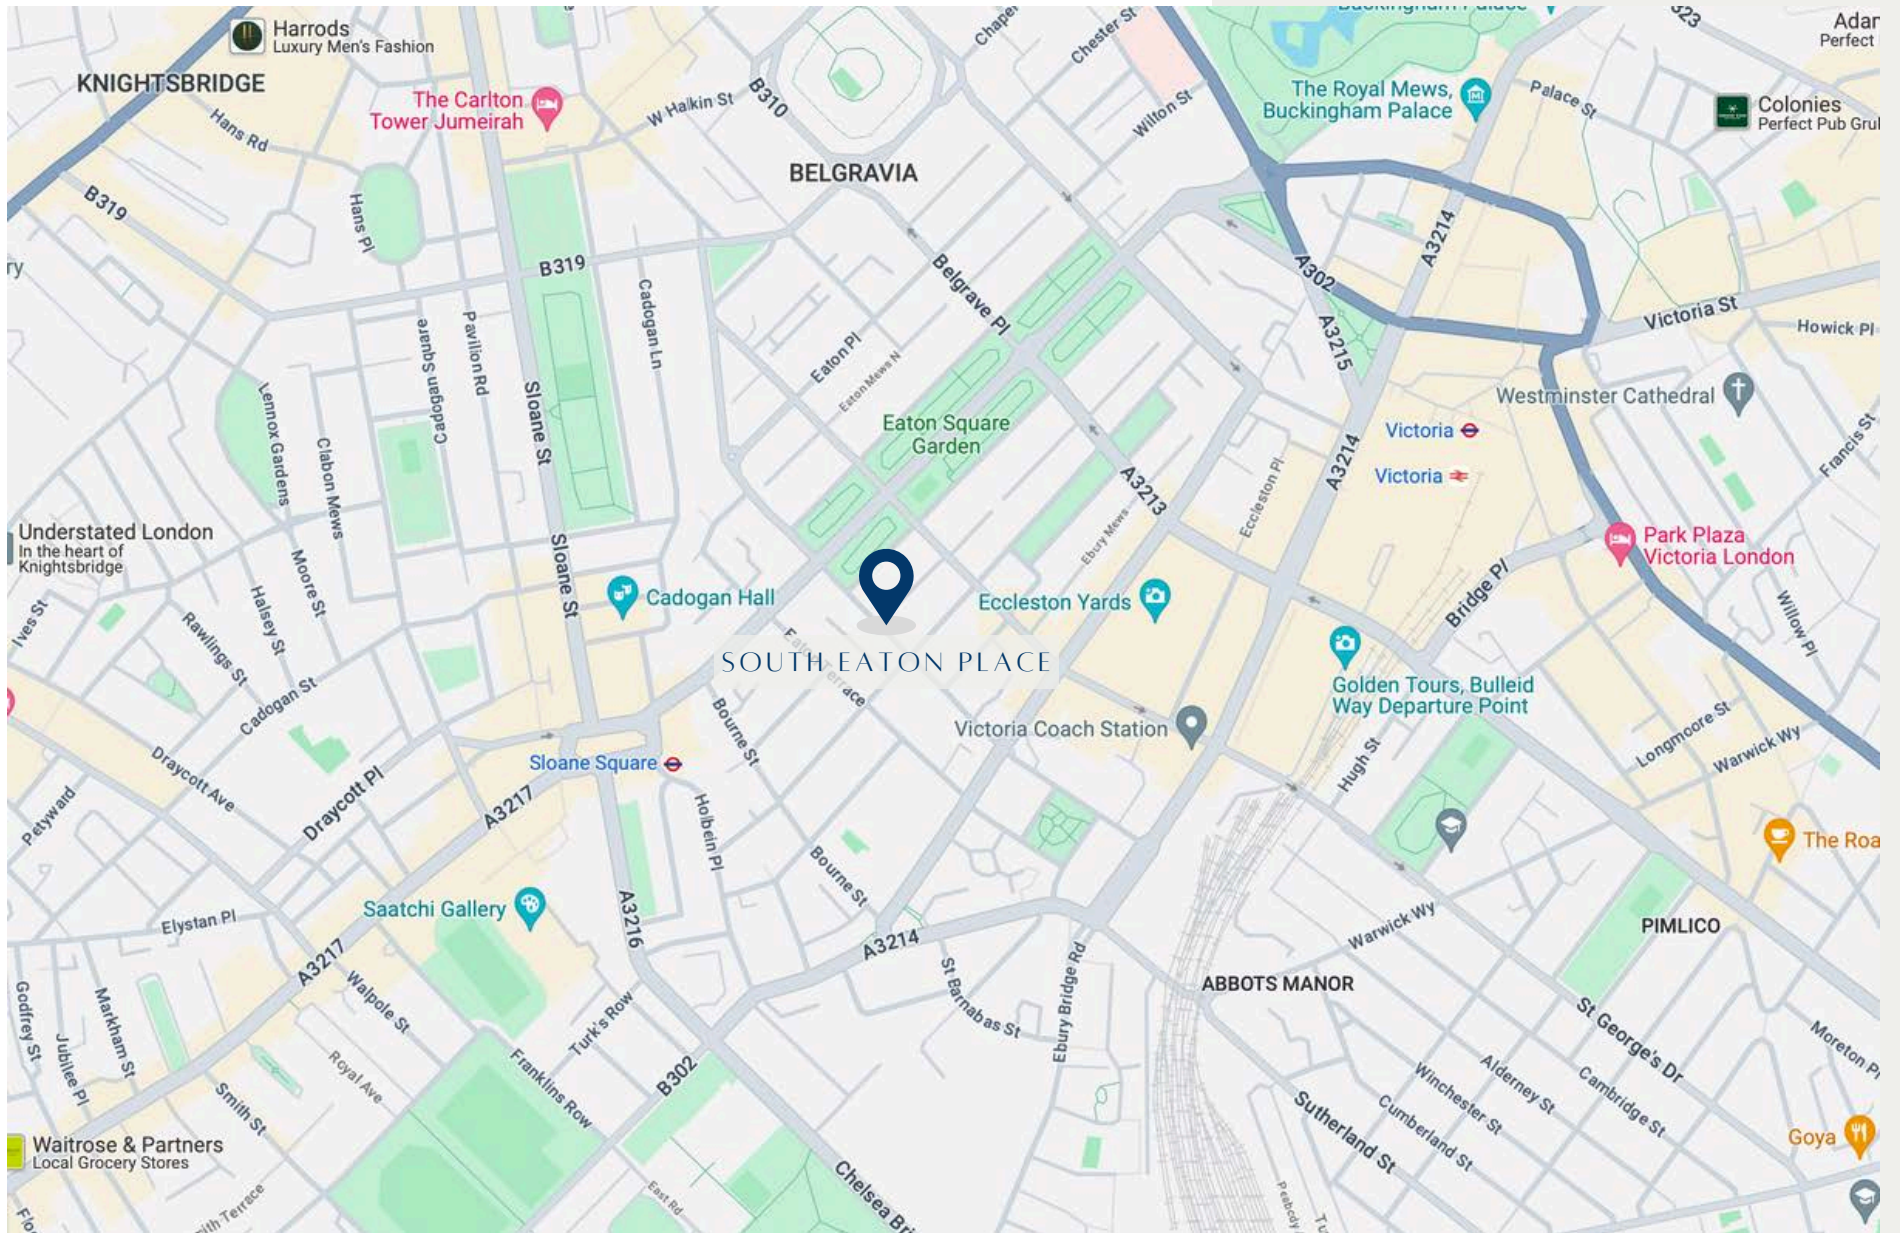 Buckingham Palace
Harrods
Luxury Men's Fashion
Chester St
Adar
Perfect
KNIGHTSBRIDGE
The Carlton
Tower Jumeirah
W Halkin St
B310
The Royal Mews,
Buckingham Palace
Palace St
Colonies
Perfect Pub Gru
Hans Rd
Wilton St
BELGRAVIA
B319
Hans Pl
B319
Belgrave Pl
A3214
A302
Cadogan Ln
Victoria St
Howick Pl
Cadogan Square
Pavilion Rd
Eaton Pl
Eaton Mews N
A3215
Sloane St
Lennox Gardens
Clabon Mews
Eaton Square
Garden
Westminster Cathedral
Victoria
Victoria
A3214
Francis St
A3213
Eccleston Pl
Ebury Mews
Understated London
In the heart of
Knightsbridge
Sloane St
Moore St
Park Plaza
Victoria London
Ives St
Halsey St
Rawlings St
Cadogan Hall
Eccleston Yards
Bridge Pl
Willow Pl
SOUTH EATON PLACE
Eaton Terrace
Cadogan St
Golden Tours, Bulleid
Way Departure Point
Bourne St
Victoria Coach Station
Longmoore St
Warwick Wy
Sloane Square
Draycott Ave
Draycott Pl
A3217
Hugh St
Petyward
Holbein Pl
The Roa
Bourne St
Saatchi Gallery
Elystan Pl
A3216
A3217
A3214
Warwick Wy
PIMLICO
Walpole St
St Barnabas St
Ebury Bridge Rd
ABBOTS MANOR
Godfrey St
Markham St
Jubilee Pl
Turk's Row
St George's Dr
Moreton Pl
Royal Ave
Franklins Row
B302
Smith St
Alderney St
Winchester St
Cambridge St
Cumberland St
Sutherland St
Waitrose & Partners
Local Grocery Stores
Goya
Chelsea Bri
East Rd
Peabody
ith Terrace